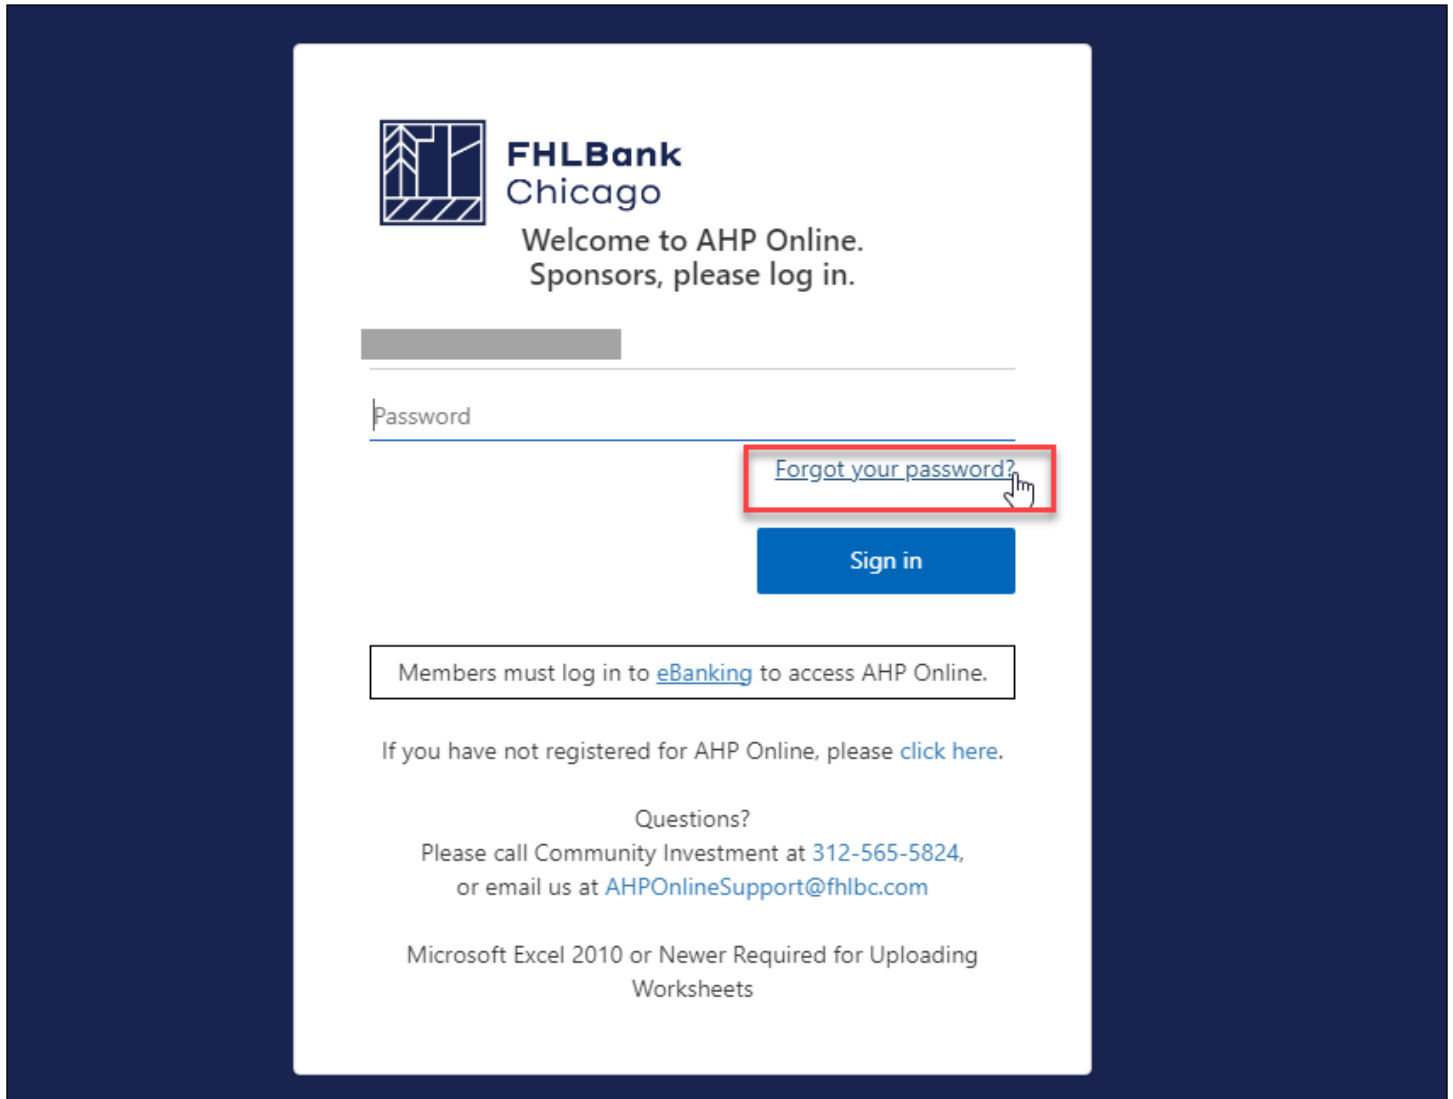 FHLBank
Chicago
Welcome to AHP Online.
Sponsors, please log in.
Password
Forgot your password?
Sign in
Members must log in to eBanking to access AHP Online.
If you have not registered for AHP Online, please click here.
Questions?
Please call Community Investment at 312-565-5824,
or email us at AHPOnlineSupport@fhlbc.com
Microsoft Excel 2010 or Newer Required for Uploading
Worksheets